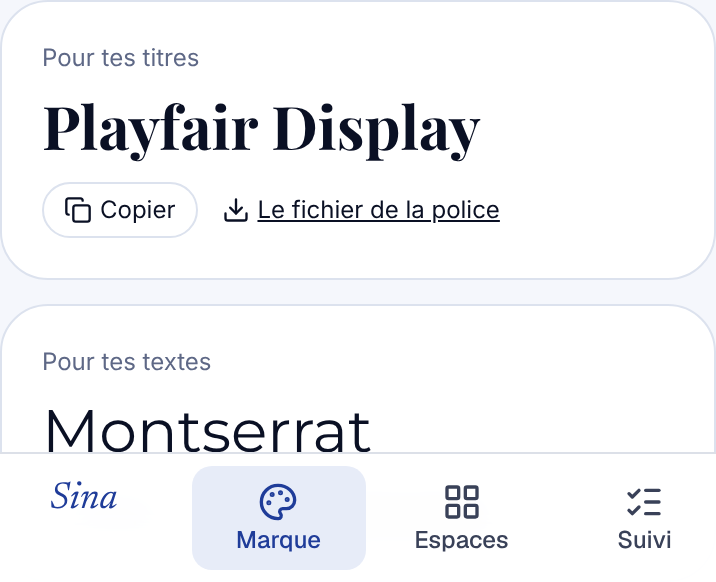 Pour tes titres
Playfair Display
Copier
Le fichier de la police
Pour tes textes
Montserrat
Sina
Marque
Espaces
Suivi